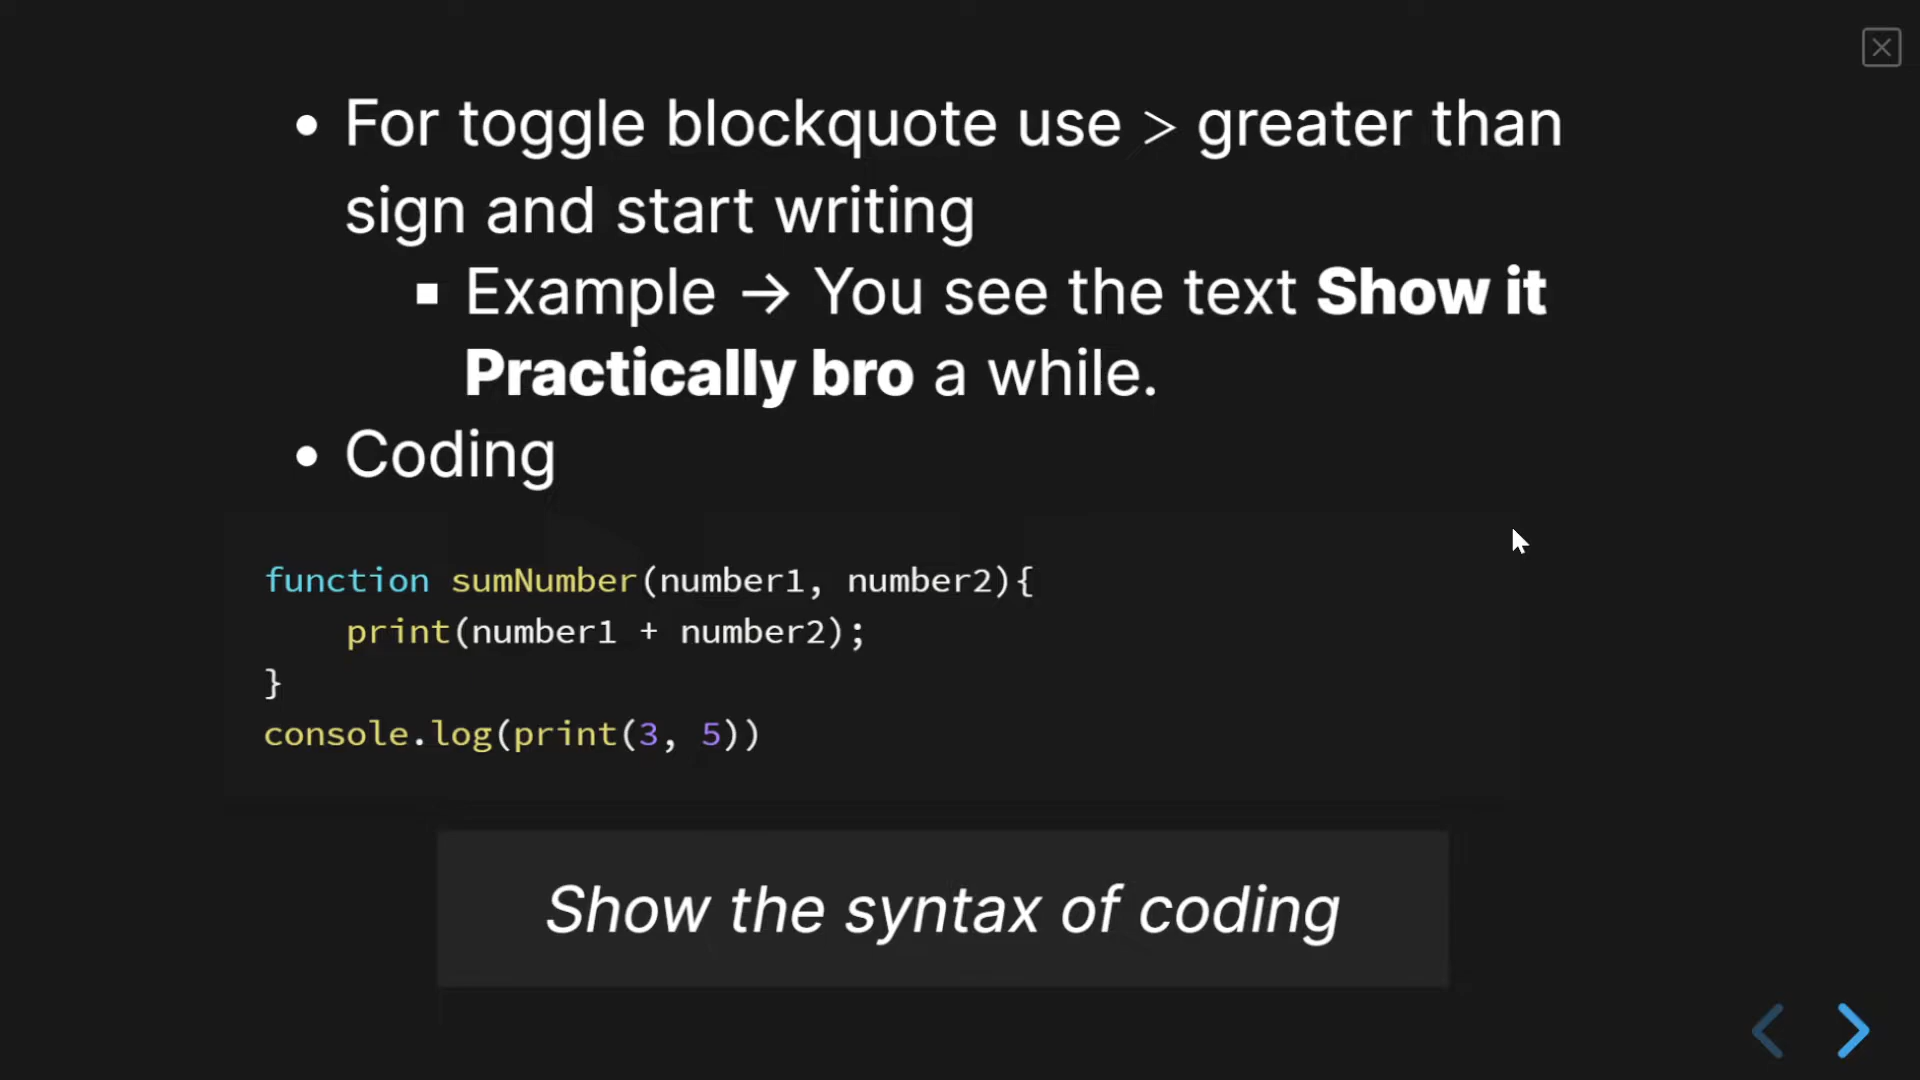 • For toggle blockquote use > greater than
sign and start writing
▪ Example → You see the text Show it
Practically bro a while.
• Coding
function sumNumber(number1, number2){
    print(number1 + number2);
}
console.log(print(3, 5))
Show the syntax of coding